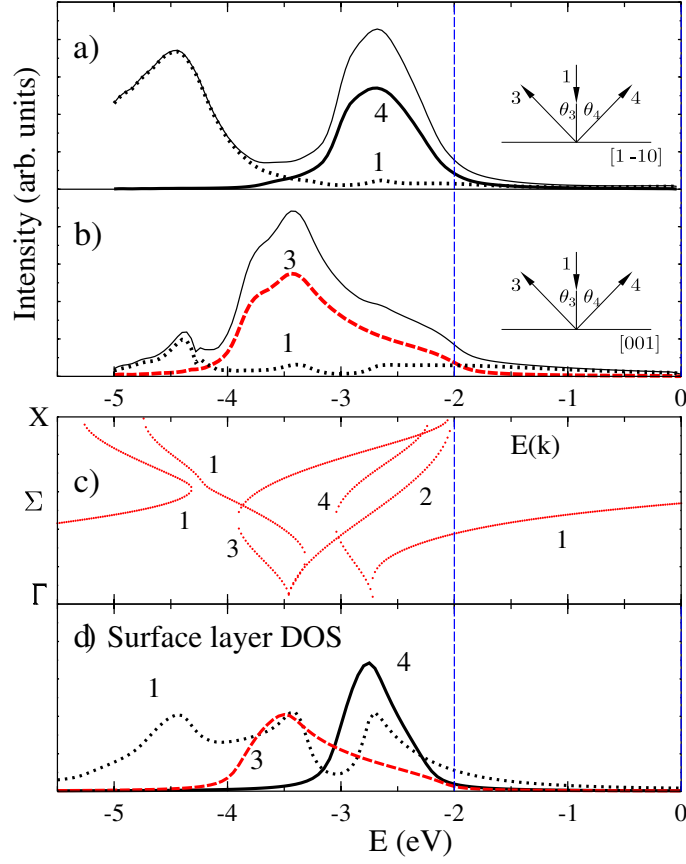 Intensity (arb. units)
a)
4
1
1
3
θ3
θ4
4
[1 -10]
b)
3
1
1
3
θ3
θ4
4
[001]
-5 -4 -3 -2 -1 0
X
Σ
Γ
c)
E(k)
1
1
3
4
2
1
d) Surface layer DOS
1
3
4
-5 -4 -3 -2 -1 0
E (eV)